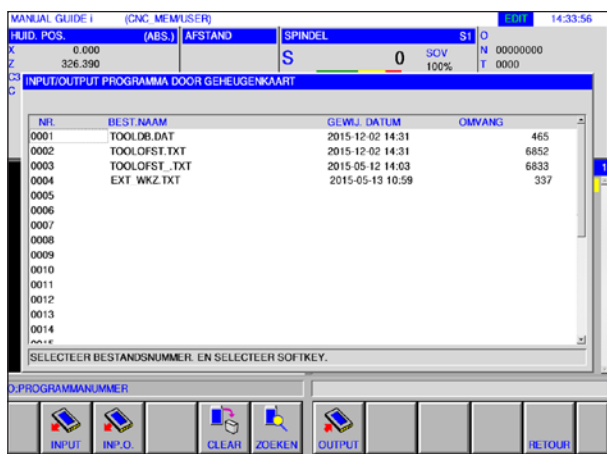 MANUAL GUIDE i (CNC_MEM/USER) EDIT 14:33:56
HUID. POS. (ABS.) AFSTAND SPINDEL S1 O
X 0.000 S 0 SOV N 00000000
Z 326.390 100% T 0000
C3
C
INPUT/OUTPUT PROGRAMMA DOOR GEHEUGENKAART
NR. BEST.NAAM GEWIJ. DATUM OMVANG
0001 TOOLDB.DAT 2015-12-02 14:31 465
0002 TOOLOFST.TXT 2015-12-02 14:31 6852
0003 TOOLOFST_.TXT 2015-05-12 14:03 6833
0004 EXT_WKZ.TXT 2015-05-13 10:59 337
0005
0006
0007
0008
0009
0010
0011
0012
0013
0014
SELECTEER BESTANDSNUMMER. EN SELECTEER SOFTKEY.
O:PROGRAMMANUMMER
INPUT INP.O. CLEAR ZOEKEN OUTPUT RETOUR